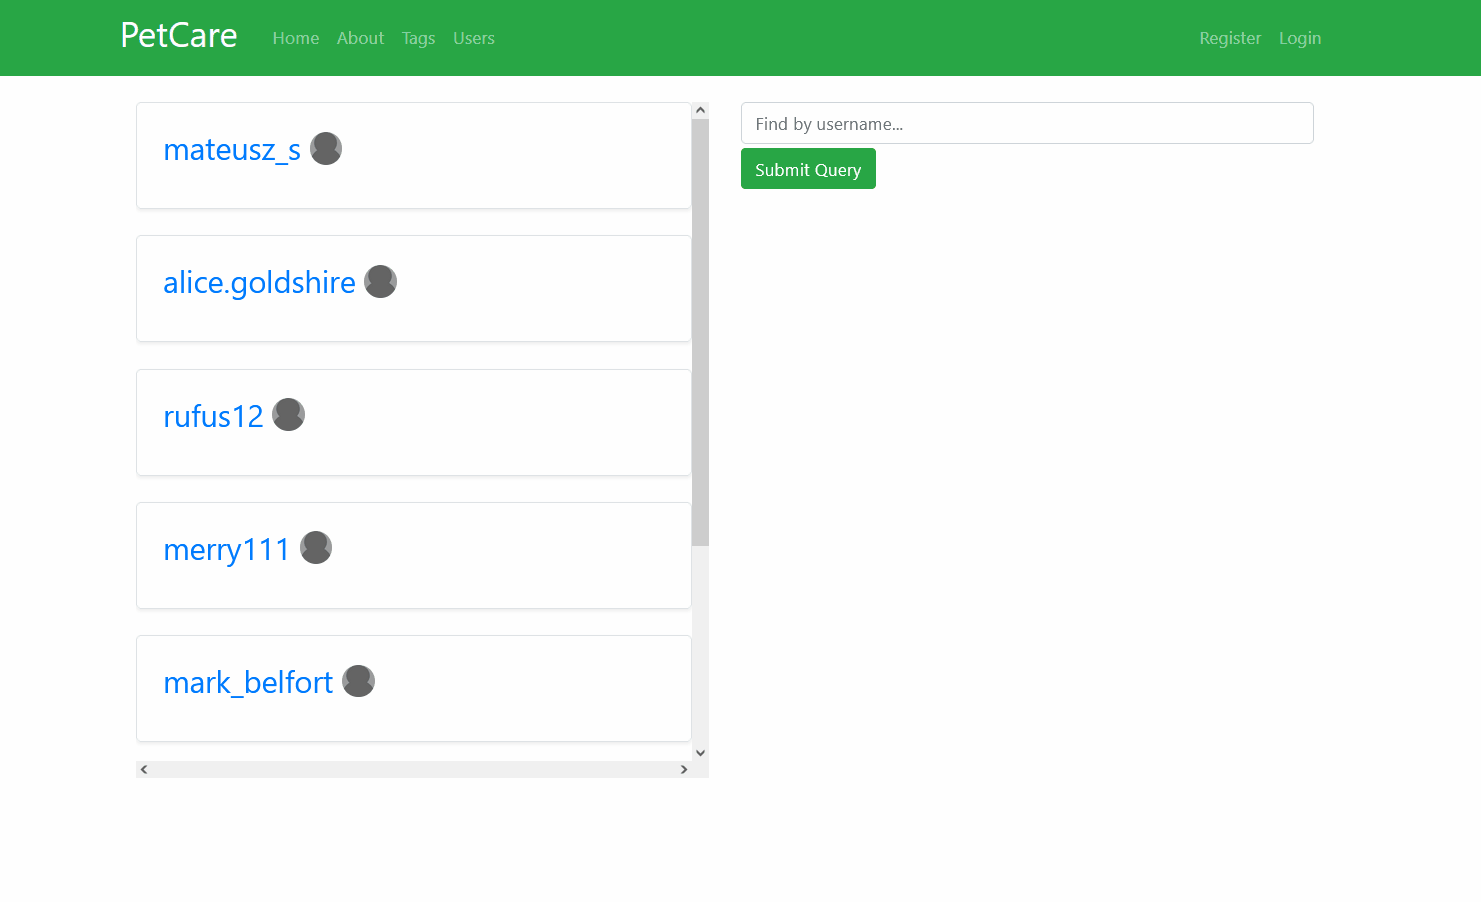 PetCare Home About Tags Users Register Login
mateusz_s
alice.goldshire
rufus12
merry111
mark_belfort
Find by username...
Submit Query